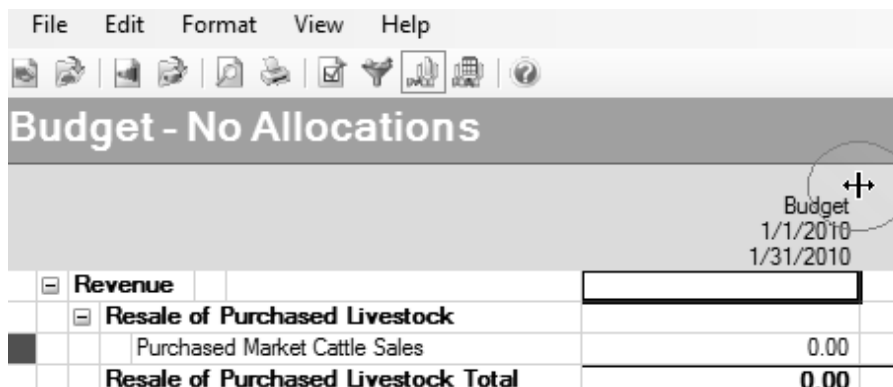 File Edit Format View Help
Budget - No Allocations
Budget
1/1/2010
1/31/2010
Revenue
Resale of Purchased Livestock
Purchased Market Cattle Sales 0.00
Resale of Purchased Livestock Total 0.00